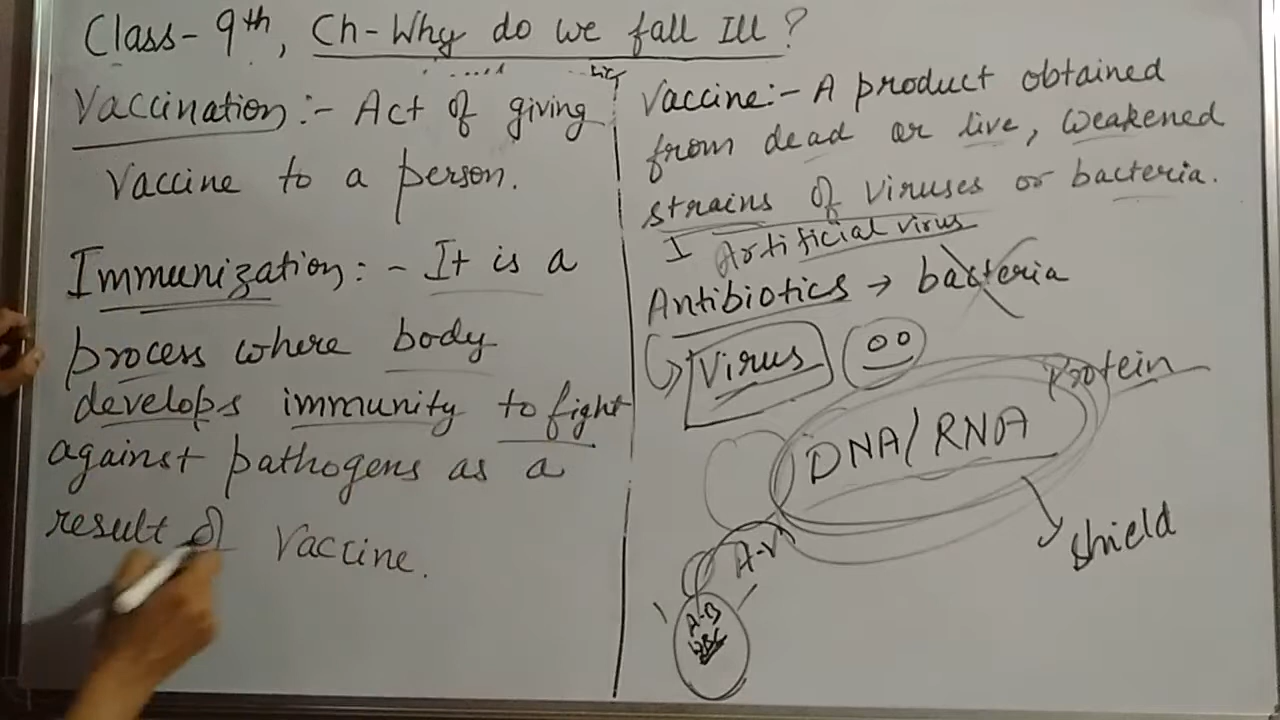 Class-9th, Ch-Why do we fall Ill?
Vaccination:- Act of giving
Vaccine to a person.
Immunization:- It is a
process where body
develops immunity to fight
against pathogens as a
result of Vaccine.
Vaccine:- A product obtained
from dead or live, weakened
strains of viruses or bacteria.
Artificial virus
Antibiotics → bacteria
Virus
Protein
DNA/RNA
Shield
A-V
A-B
WBC